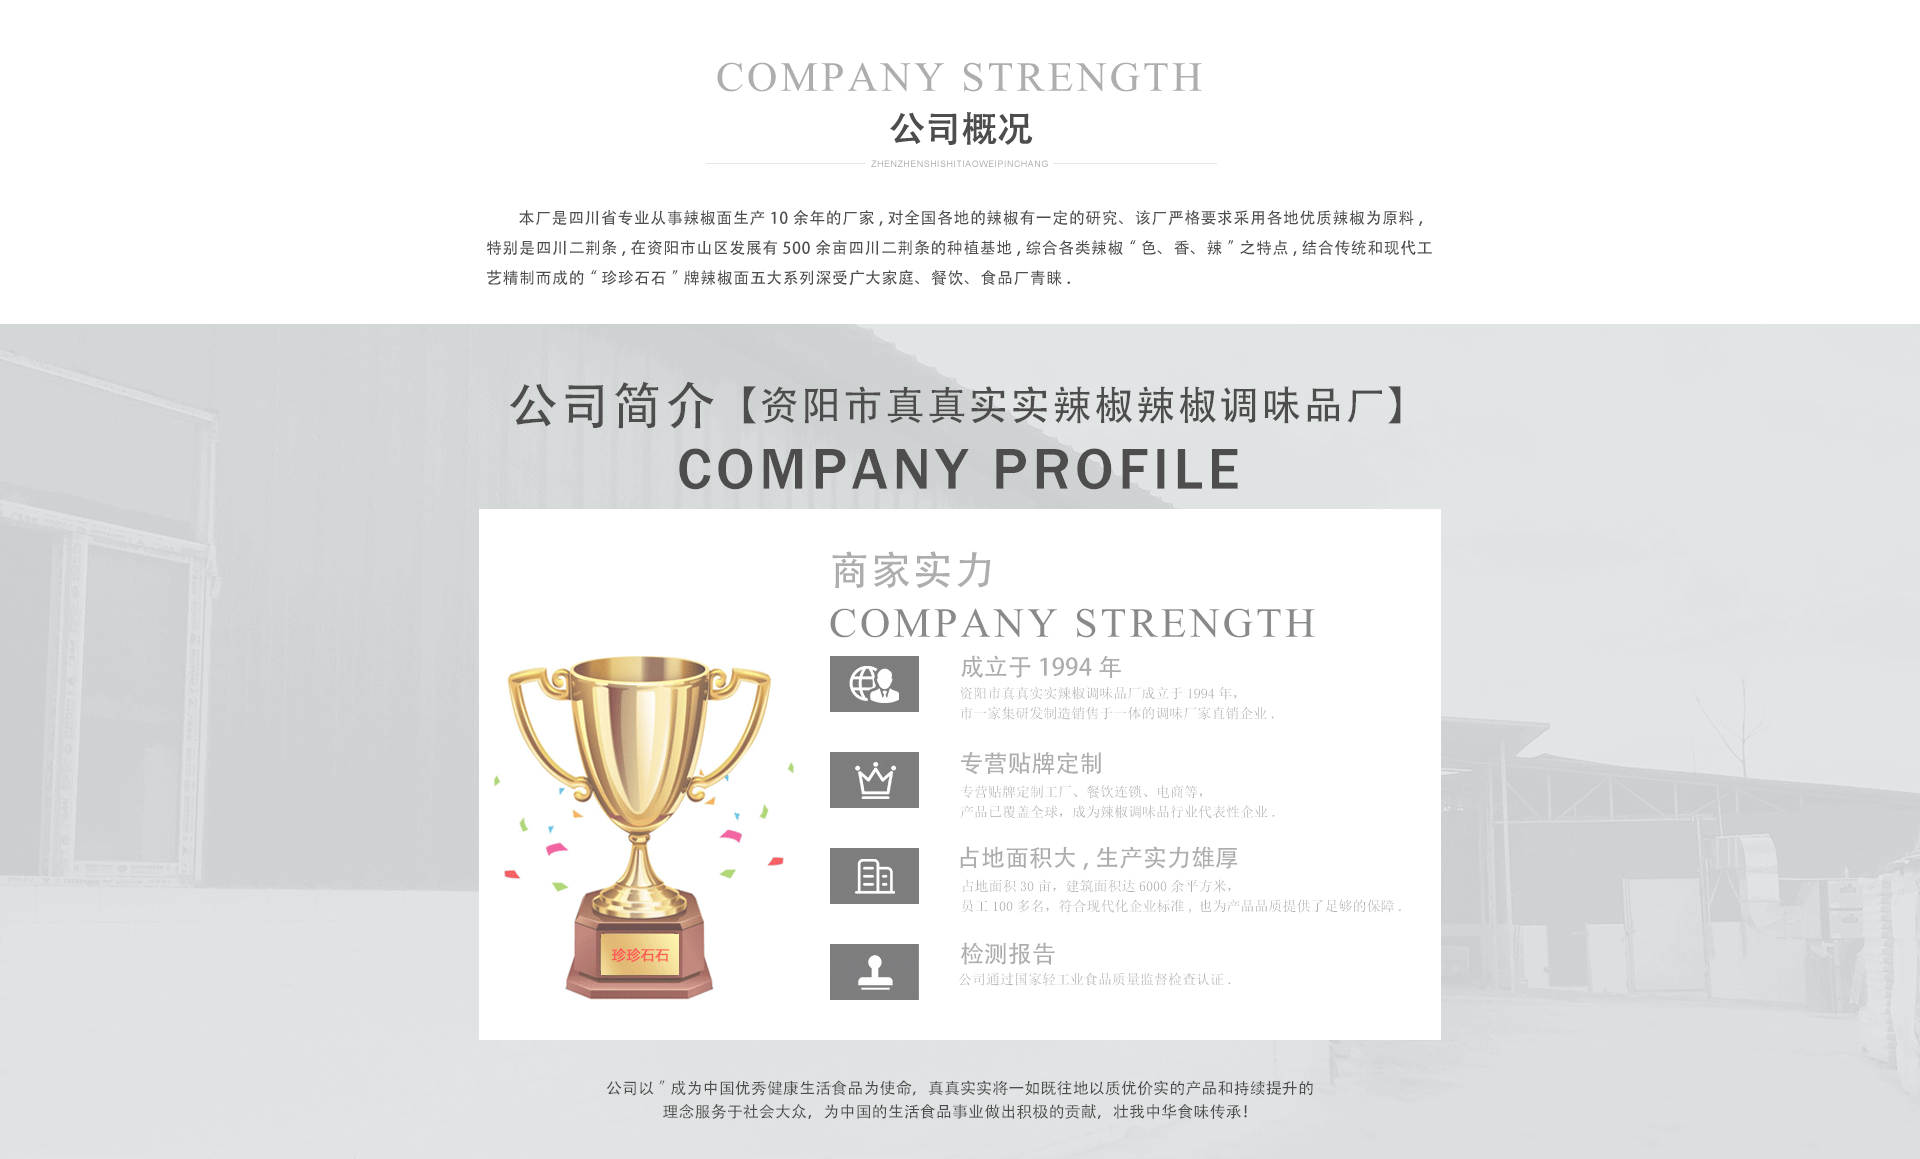 COMPANY STRENGTH
公司概况
ZHENZHENSHISHITIAOWEIPINCHANG
本厂是四川省专业从事辣椒面生产 10 余年的厂家 , 对全国各地的辣椒有一定的研究、该厂严格要求采用各地优质辣椒为原料 ,
特别是四川二荆条 , 在资阳市山区发展有 500 余亩四川二荆条的种植基地 , 综合各类辣椒“ 色、香、辣 ”之特点 , 结合传统和现代工
艺精制而成的“ 珍珍石石 ”牌辣椒面五大系列深受广大家庭、餐饮、食品厂青睐 .
公司简介【资阳市真真实实辣椒辣椒调味品厂】
COMPANY PROFILE
商家实力
COMPANY STRENGTH
成立于 1994 年
资阳市真真实实辣椒调味品厂成立于 1994 年，
市一家集研发制造销售于一体的调味厂家直销企业 .
专营贴牌定制
专营贴牌定制工厂、餐饮连锁、电商等，
产品已覆盖全球，成为辣椒调味品行业代表性企业 .
占地面积大 , 生产实力雄厚
占地面积 30 亩，建筑面积达 6000 余平方米，
员工 100 多名，符合现代化企业标准 , 也为产品品质提供了足够的保障 .
检测报告
公司通过国家轻工业食品质量监督检查认证 .
珍珍石石
公司以 ” 成为中国优秀健康生活食品为使命，真真实实将一如既往地以质优价实的产品和持续提升的
理念服务于社会大众，为中国的生活食品事业做出积极的贡献，壮我中华食味传承!